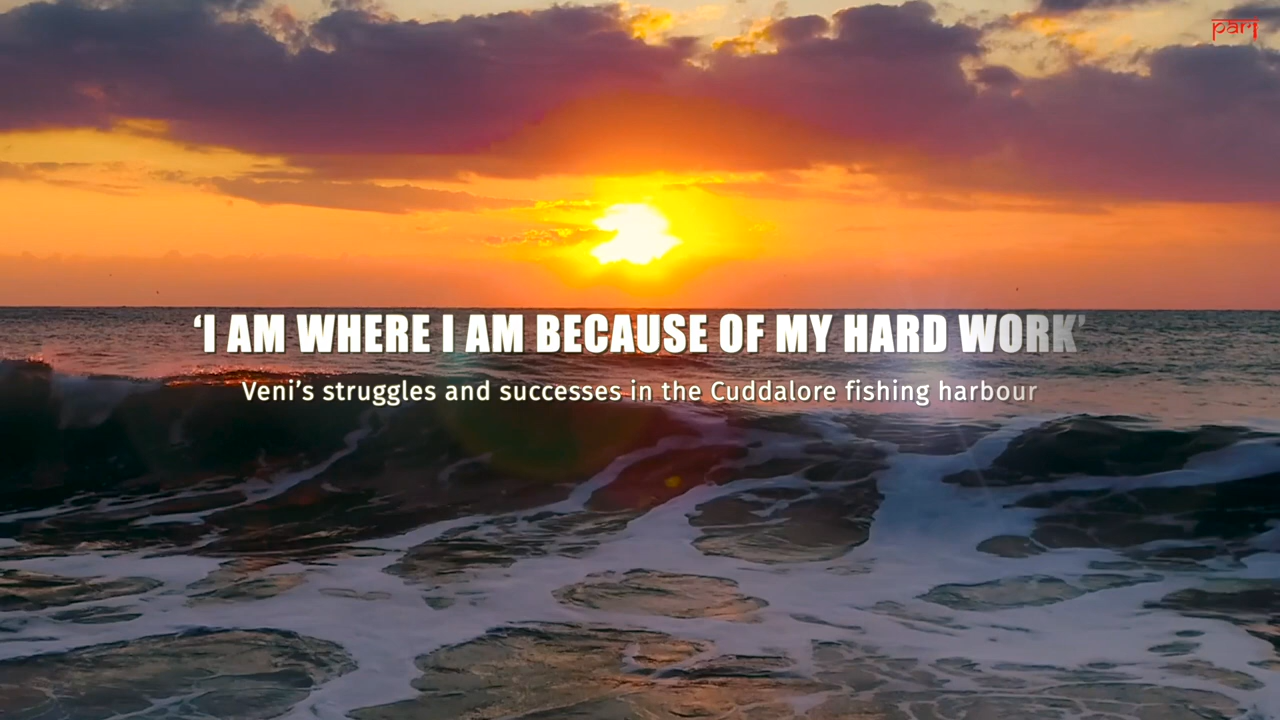 pari
‘I AM WHERE I AM BECAUSE OF MY HARD WORK’
Veni’s struggles and successes in the Cuddalore fishing harbour